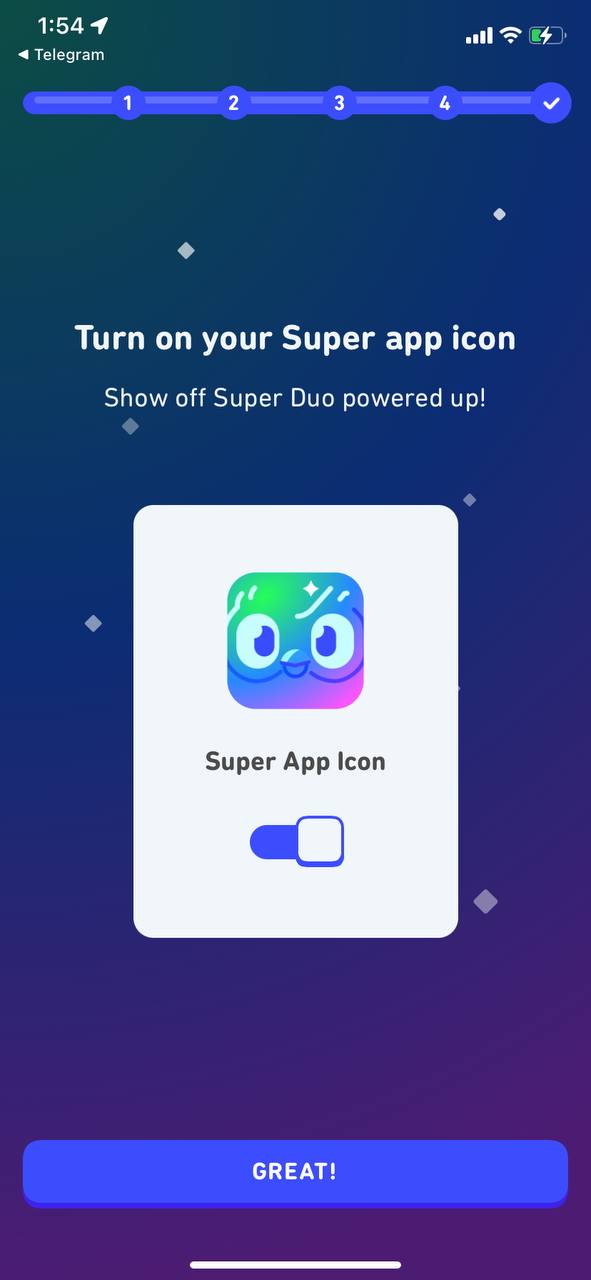 1:54
◀ Telegram
1 2 3 4
Turn on your Super app icon
Show off Super Duo powered up!
Super App Icon
GREAT!